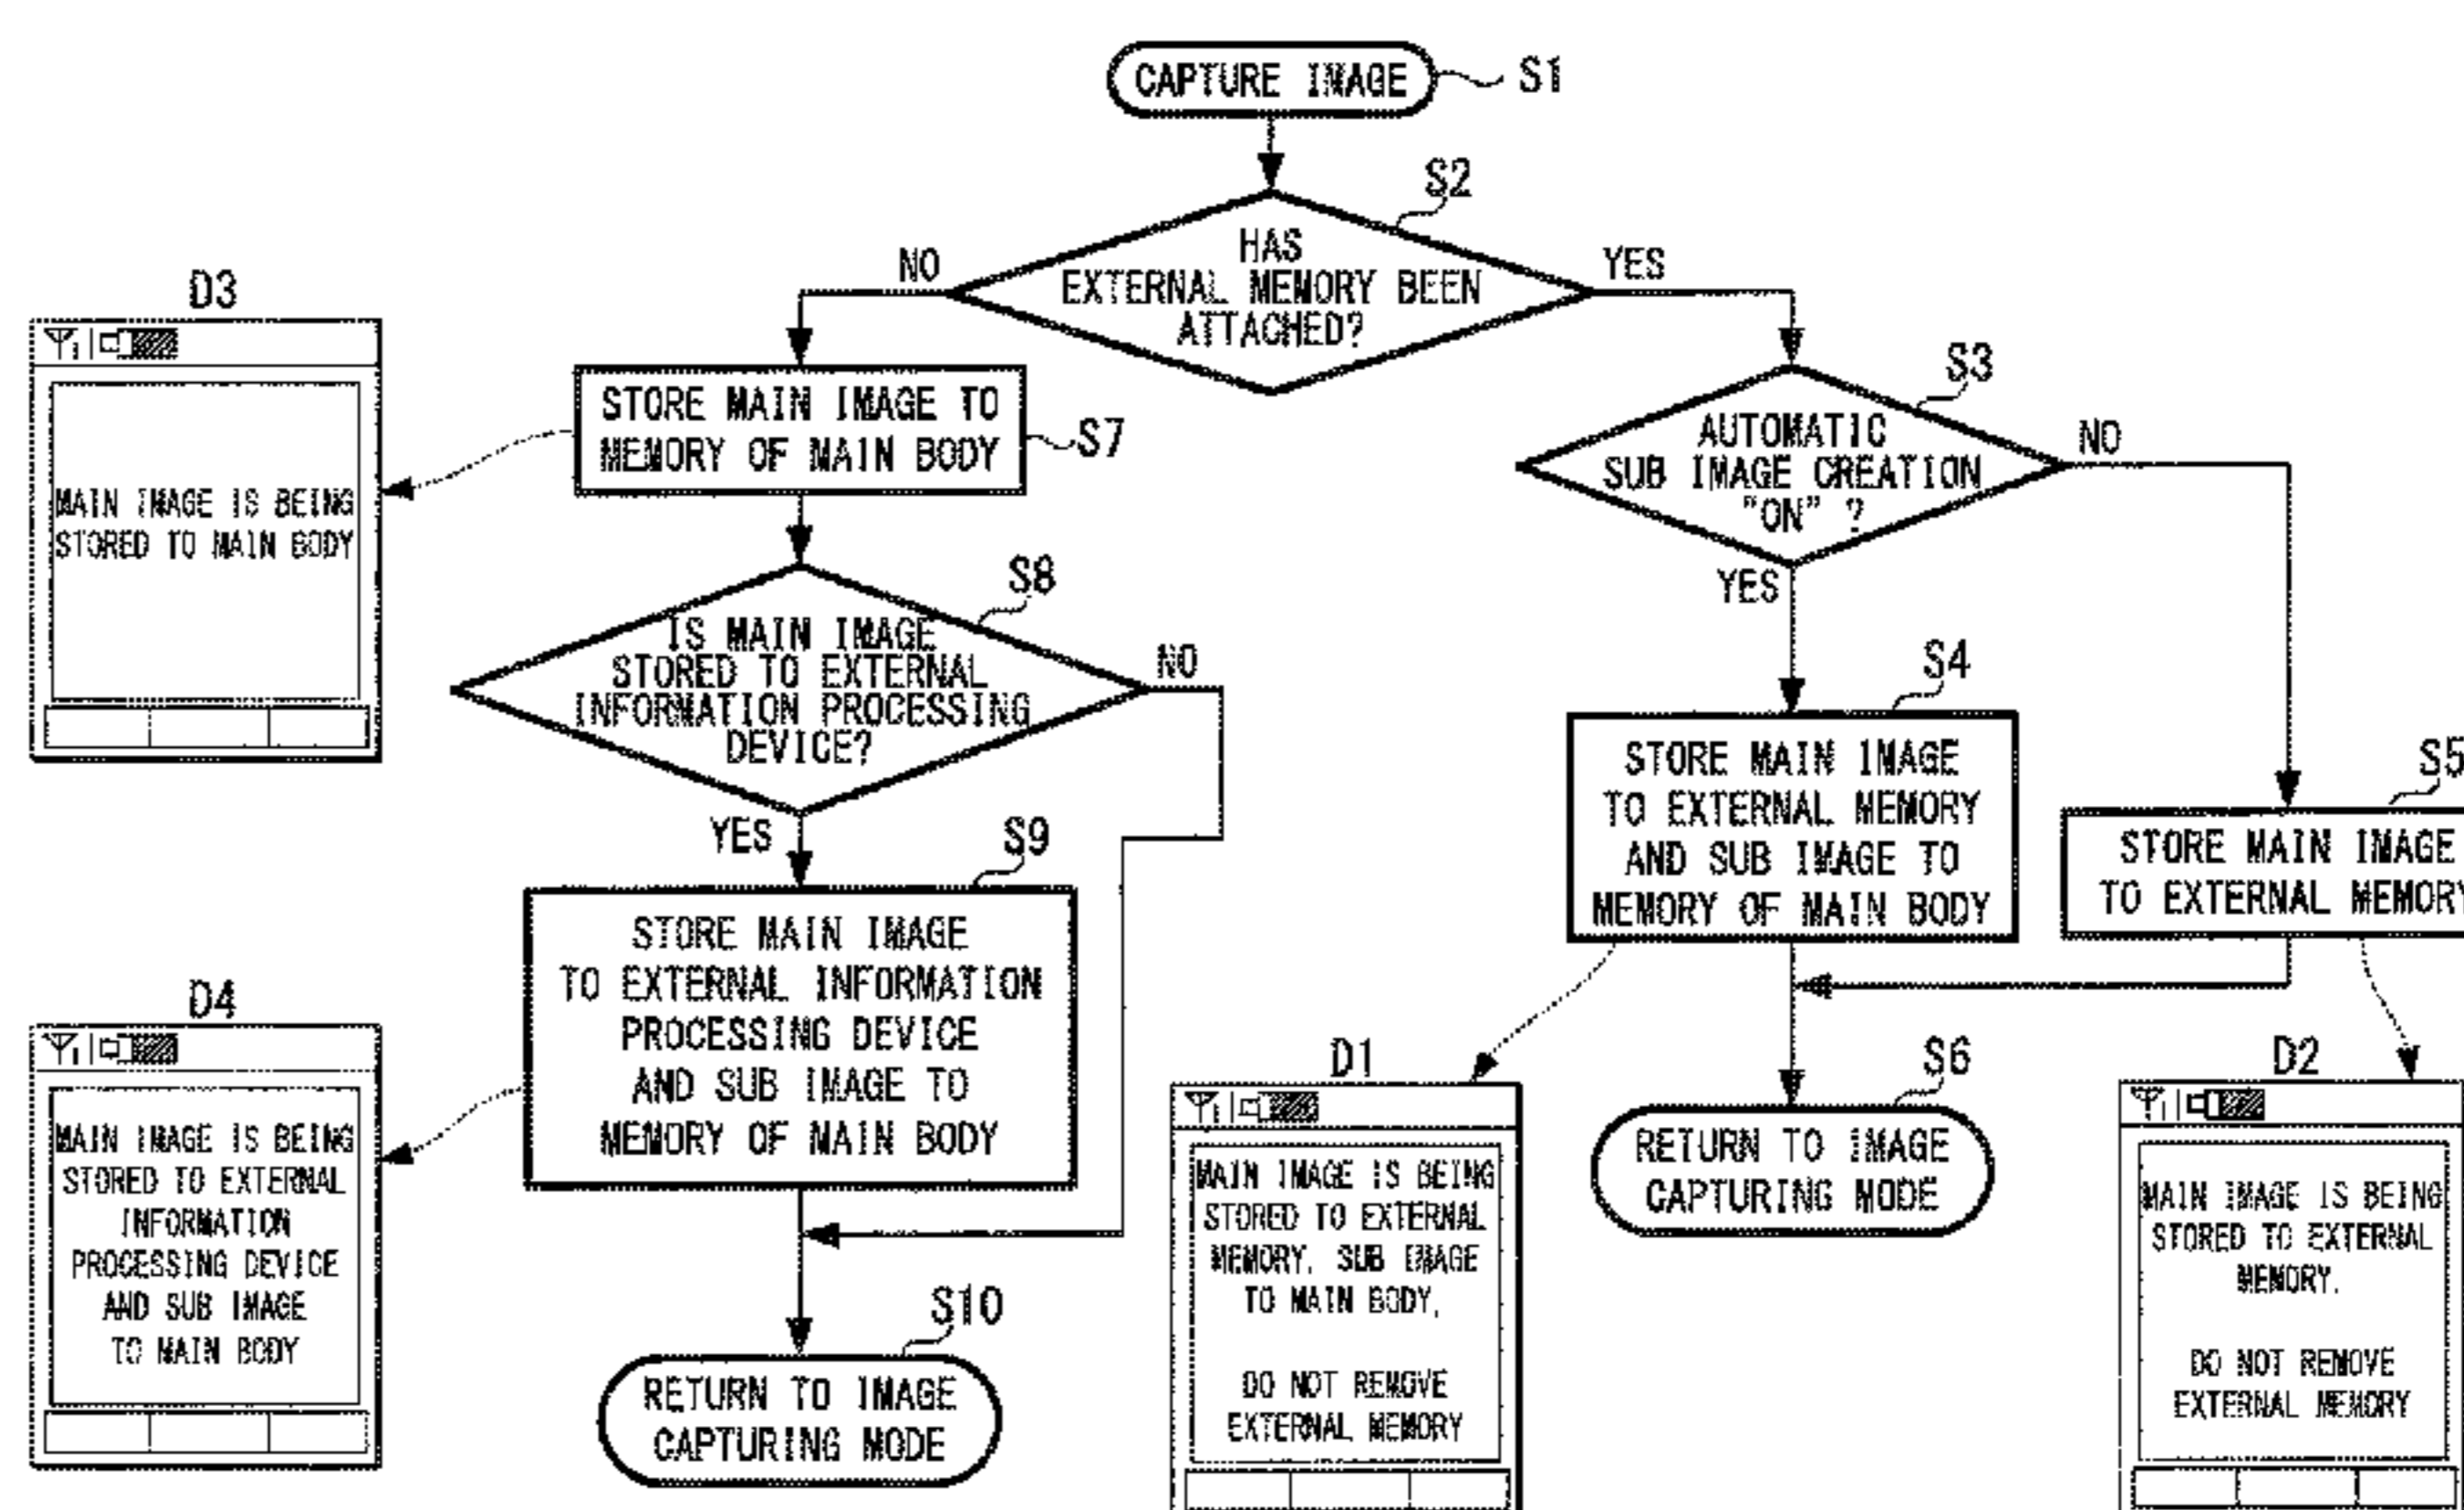 CAPTURE IMAGE
S1
S2
HAS
EXTERNAL MEMORY BEEN
ATTACHED?
NO
YES
D3
MAIN IMAGE IS BEING
STORED TO MAIN BODY
STORE MAIN IMAGE TO
MEMORY OF MAIN BODY
S7
S3
AUTOMATIC
SUB IMAGE CREATION
"ON" ?
NO
YES
S8
IS MAIN IMAGE
STORED TO EXTERNAL
INFORMATION PROCESSING
DEVICE?
NO
YES
S4
STORE MAIN IMAGE
TO EXTERNAL MEMORY
AND SUB IMAGE TO
MEMORY OF MAIN BODY
S5
STORE MAIN IMAGE
TO EXTERNAL MEMORY
S9
STORE MAIN IMAGE
TO EXTERNAL INFORMATION
PROCESSING DEVICE
AND SUB IMAGE TO
MEMORY OF MAIN BODY
D4
MAIN IMAGE IS BEING
STORED TO EXTERNAL
INFORMATION
PROCESSING DEVICE
AND SUB IMAGE
TO MAIN BODY
S10
RETURN TO IMAGE
CAPTURING MODE
D1
MAIN IMAGE IS BEING
STORED TO EXTERNAL
MEMORY, SUB IMAGE
TO MAIN BODY,
DO NOT REMOVE
EXTERNAL MEMORY
S6
RETURN TO IMAGE
CAPTURING MODE
D2
MAIN IMAGE IS BEING
STORED TO EXTERNAL
MEMORY.
DO NOT REMOVE
EXTERNAL MEMORY